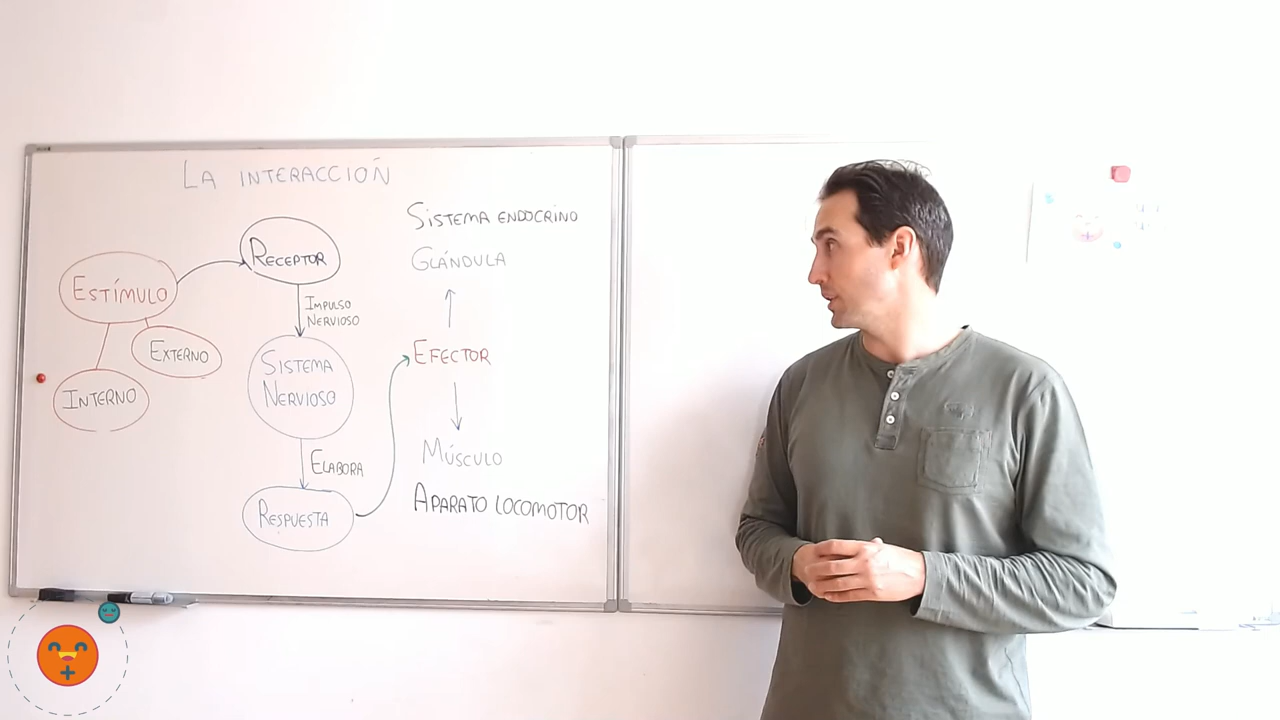 LA INTERACCIÓN
ESTÍMULO
EXTERNO
INTERNO
RECEPTOR
IMPULSO
NERVIOSO
SISTEMA
NERVIOSO
ELABORA
RESPUESTA
SISTEMA ENDOCRINO
GLÁNDULA
EFECTOR
MÚSCULO
APARATO LOCOMOTOR